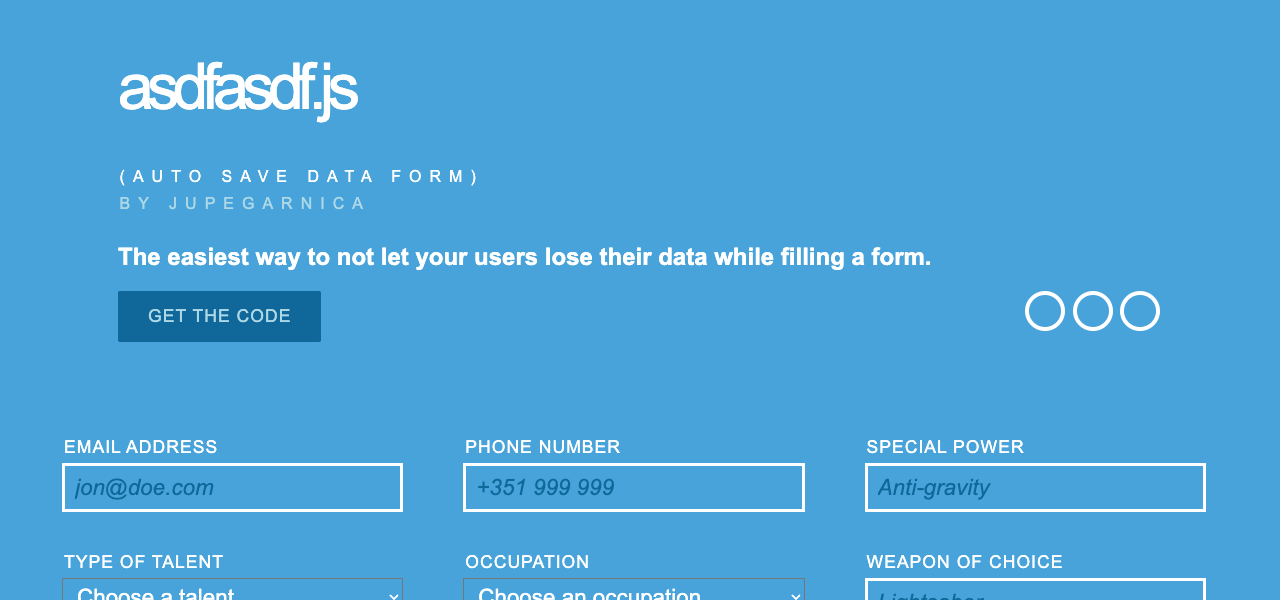 asdfasdf.js
(AUTO SAVE DATA FORM)
BY JUPEGARNICA
The easiest way to not let your users lose their data while filling a form.
GET THE CODE
EMAIL ADDRESS
PHONE NUMBER
SPECIAL POWER
jon@doe.com
+351 999 999
Anti-gravity
TYPE OF TALENT
OCCUPATION
WEAPON OF CHOICE
Choose a talent
Choose an occupation
Lightsaber